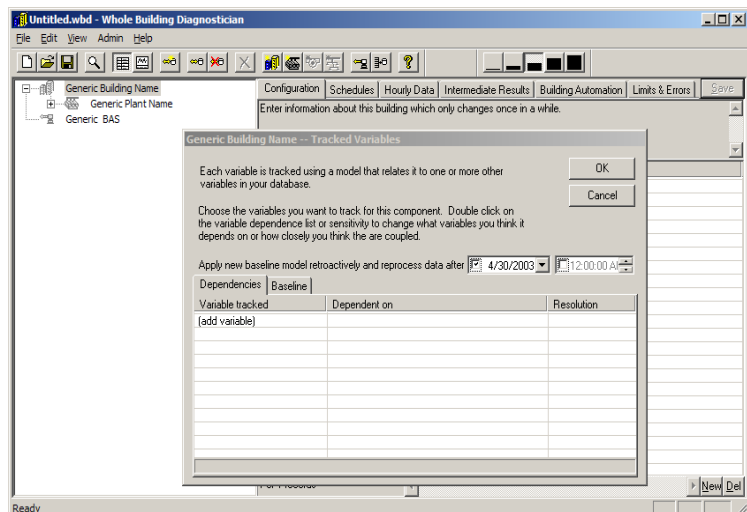 Untitled.wbd - Whole Building Diagnostician
File Edit View Admin Help
Generic Building Name
Generic Plant Name
Generic BAS
Configuration Schedules Hourly Data Intermediate Results Building Automation Limits & Errors Save
Enter information about this building which only changes once in a while.
Generic Building Name -- Tracked Variables
Each variable is tracked using a model that relates it to one or more other
variables in your database.
OK
Cancel
Choose the variables you want to track for this component. Double click on
the variable dependence list or sensitivity to change what variables you think it
depends on or how closely you think the are coupled.
Apply new baseline model retroactively and reprocess data after 4/30/2003 12:00:00 A
Dependencies Baseline
Variable tracked Dependent on Resolution
(add variable)
New Del
Ready